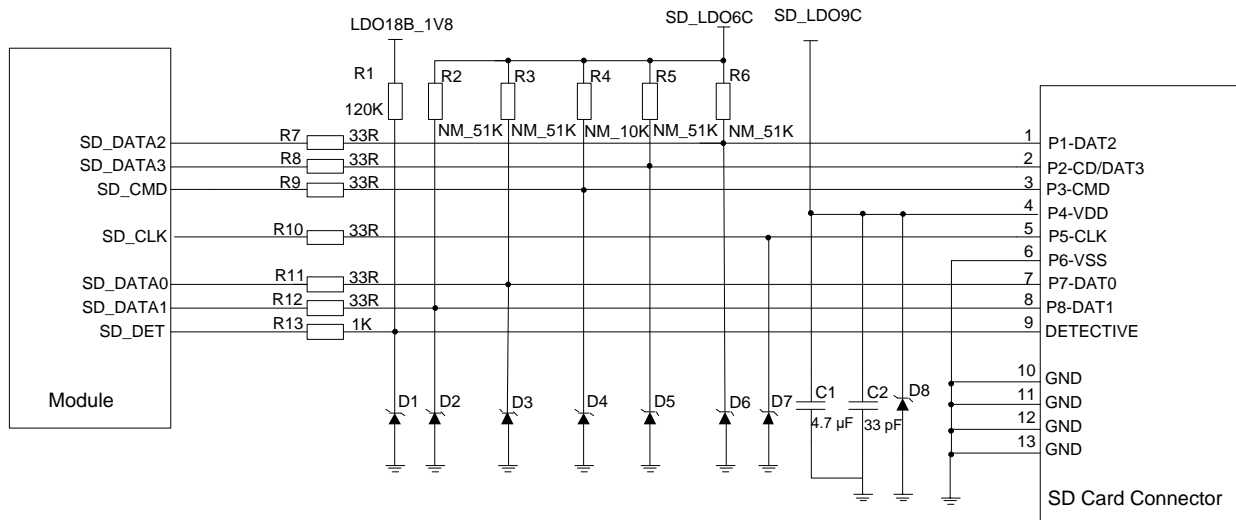 LDO18B_1V8
SD_LDO6C
SD_LDO9C
R1
R2
R3
R4
R5
R6
120K
NM_51K
NM_51K
NM_10K
NM_51K
NM_51K
SD_DATA2
R7
33R
1
P1-DAT2
SD_DATA3
R8
33R
2
P2-CD/DAT3
SD_CMD
R9
33R
3
P3-CMD
4
P4-VDD
SD_CLK
R10
33R
5
P5-CLK
6
P6-VSS
SD_DATA0
R11
33R
7
P7-DAT0
SD_DATA1
R12
33R
8
P8-DAT1
SD_DET
R13
1K
9
DETECTIVE
10
GND
11
GND
12
GND
13
GND
Module
D1
D2
D3
D4
D5
D6
D7
C1
C2
D8
4.7 µF
33 pF
SD Card Connector